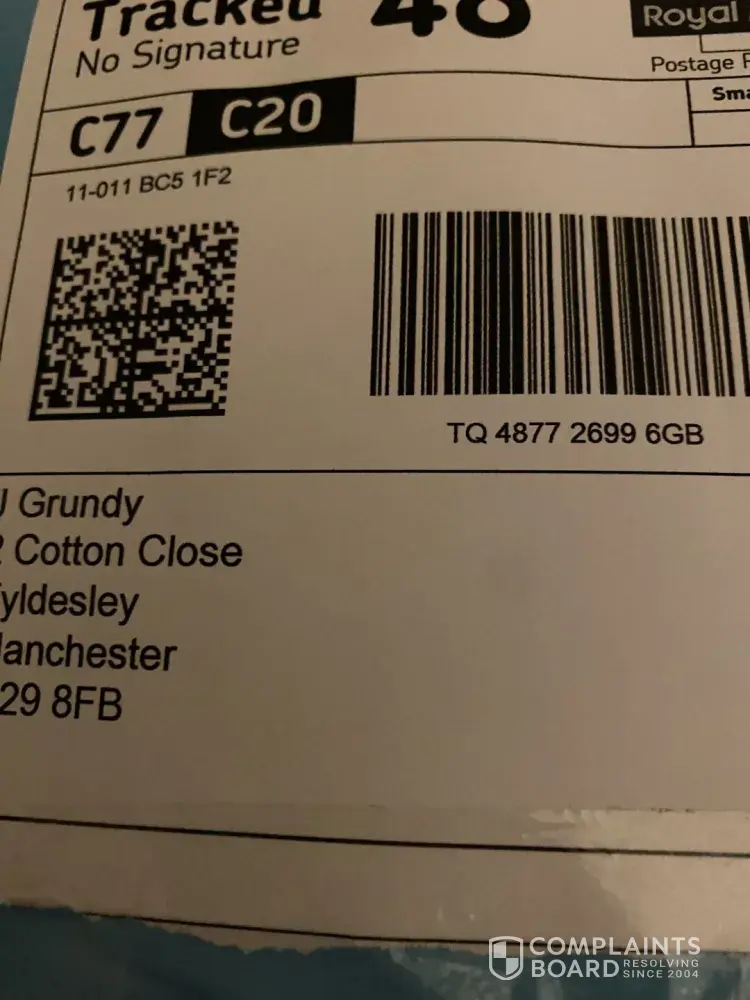 Tracked 48
No Signature
Royal
Postage
C77 C20
11-011 BC5 1F2
TQ 4877 2699 6GB
Grundy
Cotton Close
yldesley
anchester
29 8FB
COMPLAINTS
BOARD RESOLVING
SINCE 2004